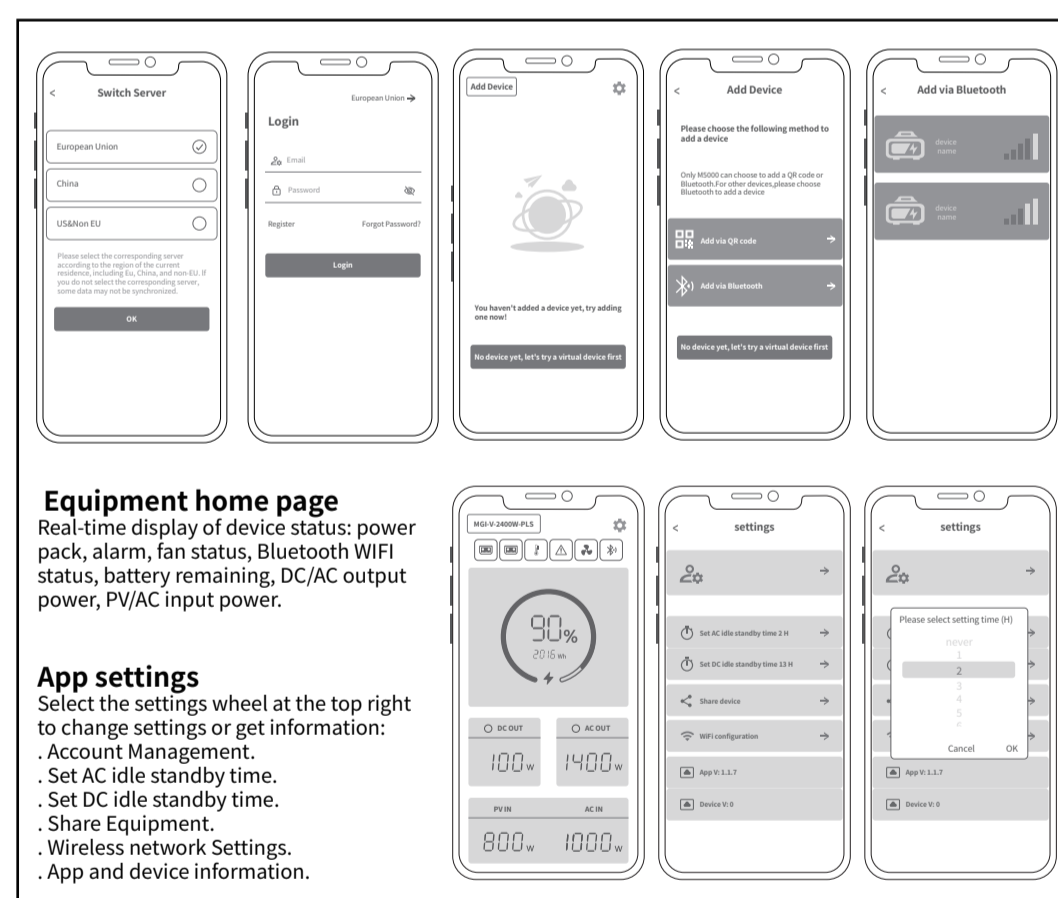 Switch Server
European Union
China
US&Non EU
Please select the corresponding server
according to the region of the current
residence, including Eu, China, and non-EU. If
you do not select the corresponding server,
some data may not be synchronized.
OK
European Union
Login
Email
Password
Register Forgot Password?
Login
Add Device
You haven't added a device yet, try adding
one now!
No device yet, let's try a virtual device first
Add Device
Please choose the following method to
add a device
Only M5000 can choose to add a QR code or
Bluetooth.For other devices,please choose
Bluetooth to add a device
Add via QR code
Add via Bluetooth
No device yet, let's try a virtual device first
Add via Bluetooth
device
name
device
name
Equipment home page
Real-time display of device status: power
pack, alarm, fan status, Bluetooth WIFI
status, battery remaining, DC/AC output
power, PV/AC input power.
App settings
Select the settings wheel at the top right
to change settings or get information:
. Account Management.
. Set AC idle standby time.
. Set DC idle standby time.
. Share Equipment.
. Wireless network Settings.
. App and device information.
MGI-V-2400W-PLS
90%
2016 Wh
DC OUT AC OUT
100w 1400w
PV IN AC IN
800w 1000w
settings
Set AC idle standby time 2 H
Set DC idle standby time 13 H
Share device
WiFi configuration
App V: 1.1.7
Device V: 0
settings
Please select setting time (H)
never
1
2
3
4
5
6
Cancel OK
App V: 1.1.7
Device V: 0